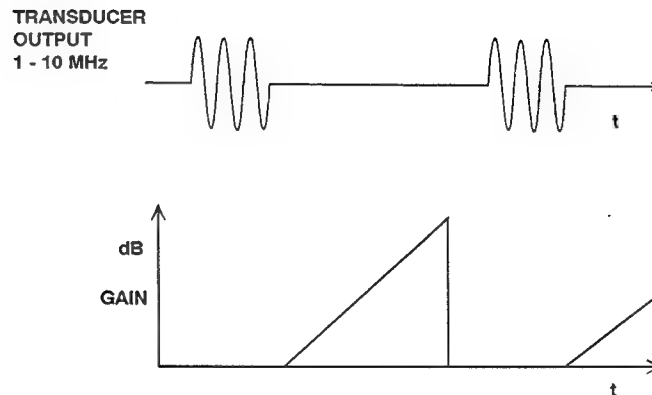 TRANSDUCER
OUTPUT
1 - 10 MHz
t
dB
GAIN
t